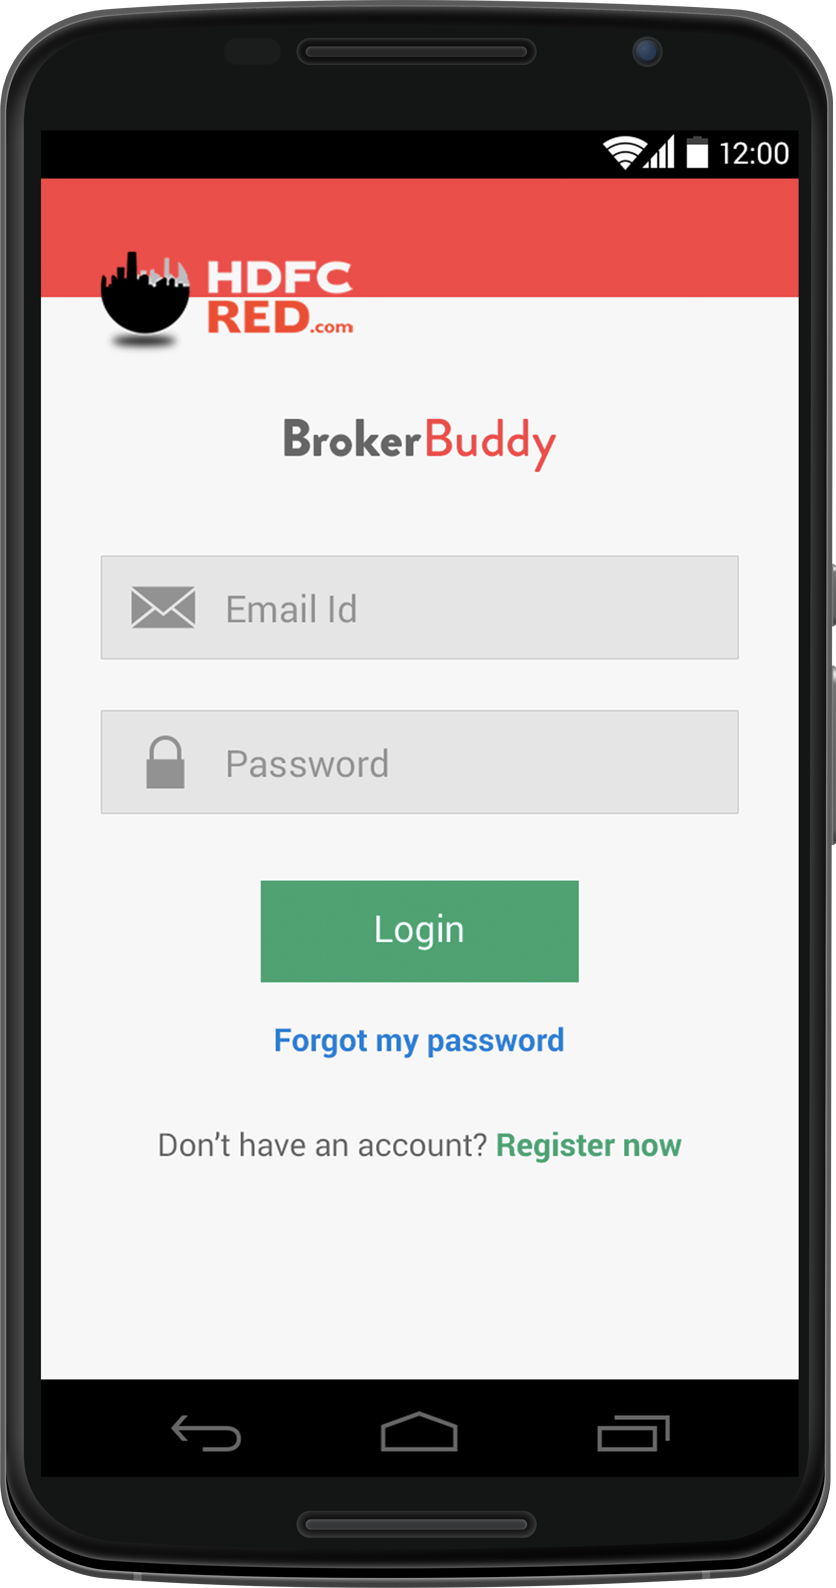 12:00
HDFC
RED.com
BrokerBuddy
Email Id
Password
Login
Forgot my password
Don't have an account? Register now